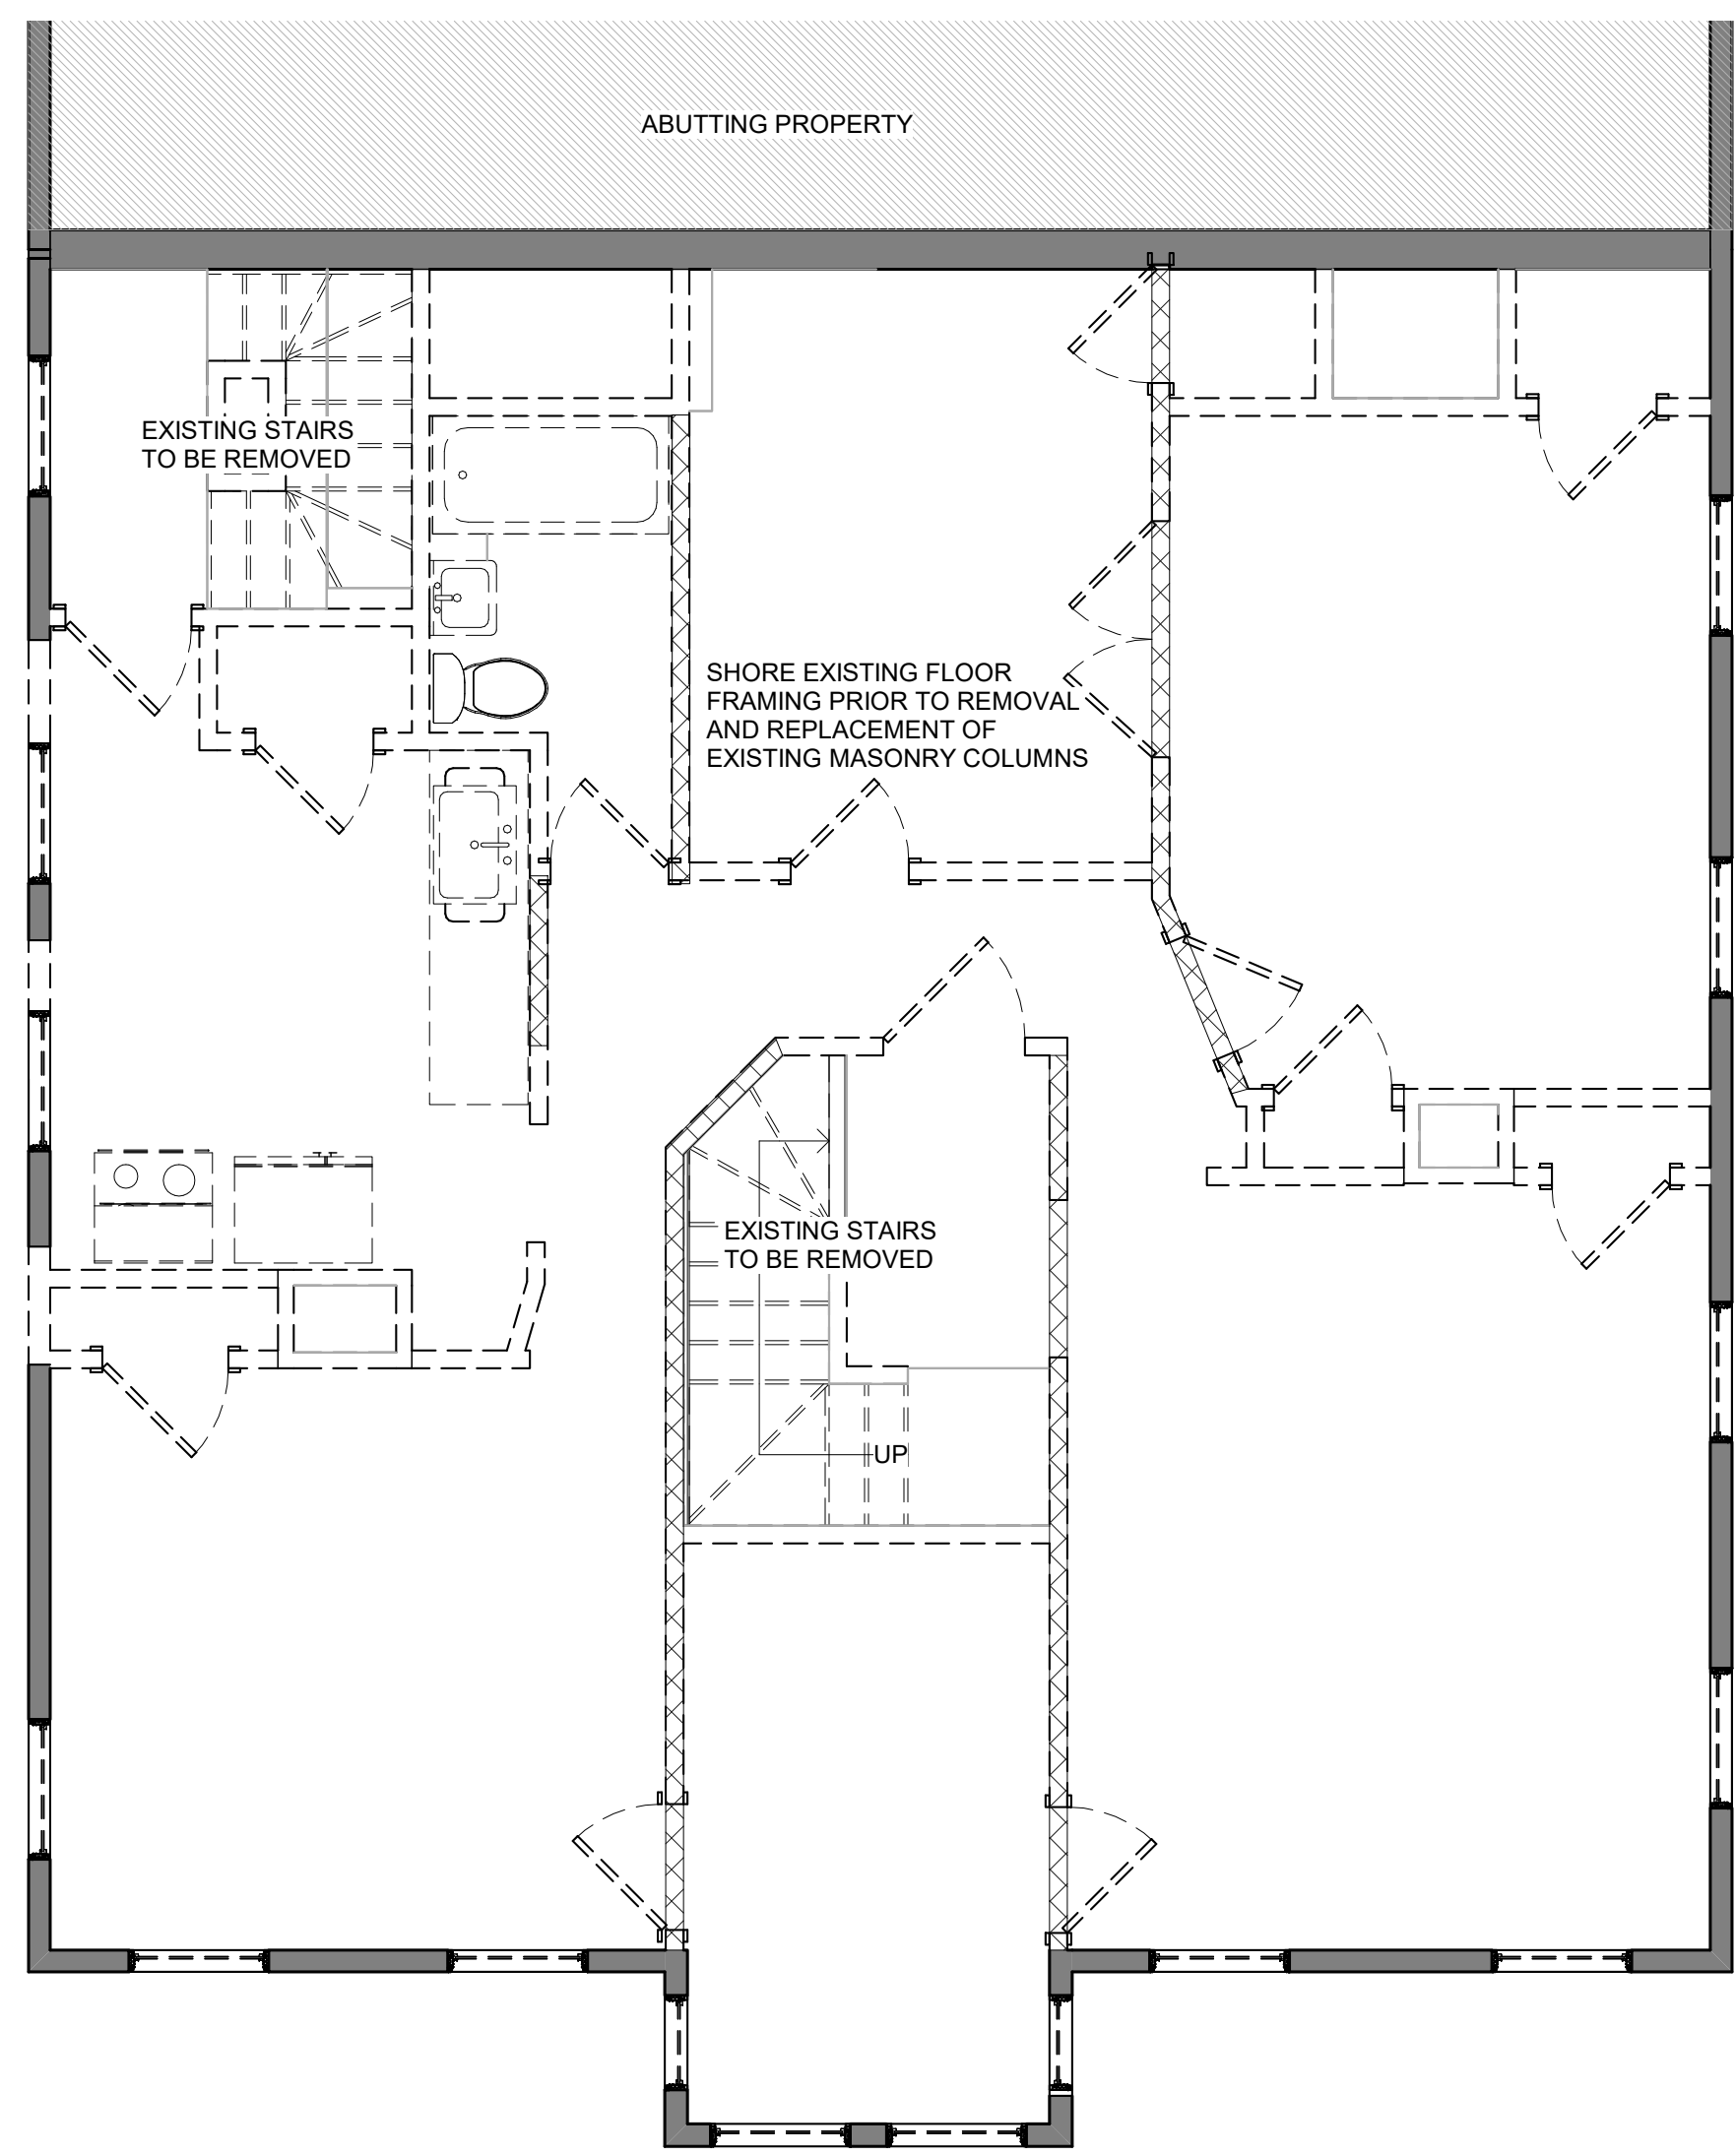 ABUTTING PROPERTY
EXISTING STAIRS
TO BE REMOVED
SHORE EXISTING FLOOR
FRAMING PRIOR TO REMOVAL
AND REPLACEMENT OF
EXISTING MASONRY COLUMNS
EXISTING STAIRS
TO BE REMOVED
UP